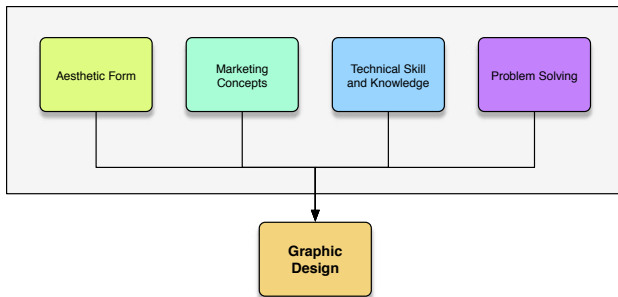 Aesthetic Form
Marketing
Concepts
Technical Skill
and Knowledge
Problem Solving
Graphic
Design